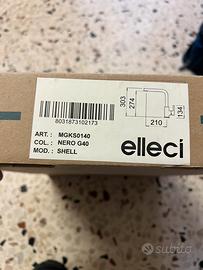 303
274
134
210
8031873102173
ART. : MGKS0140
COL. : NERO G40
MOD. : SHELL
elleci
subito